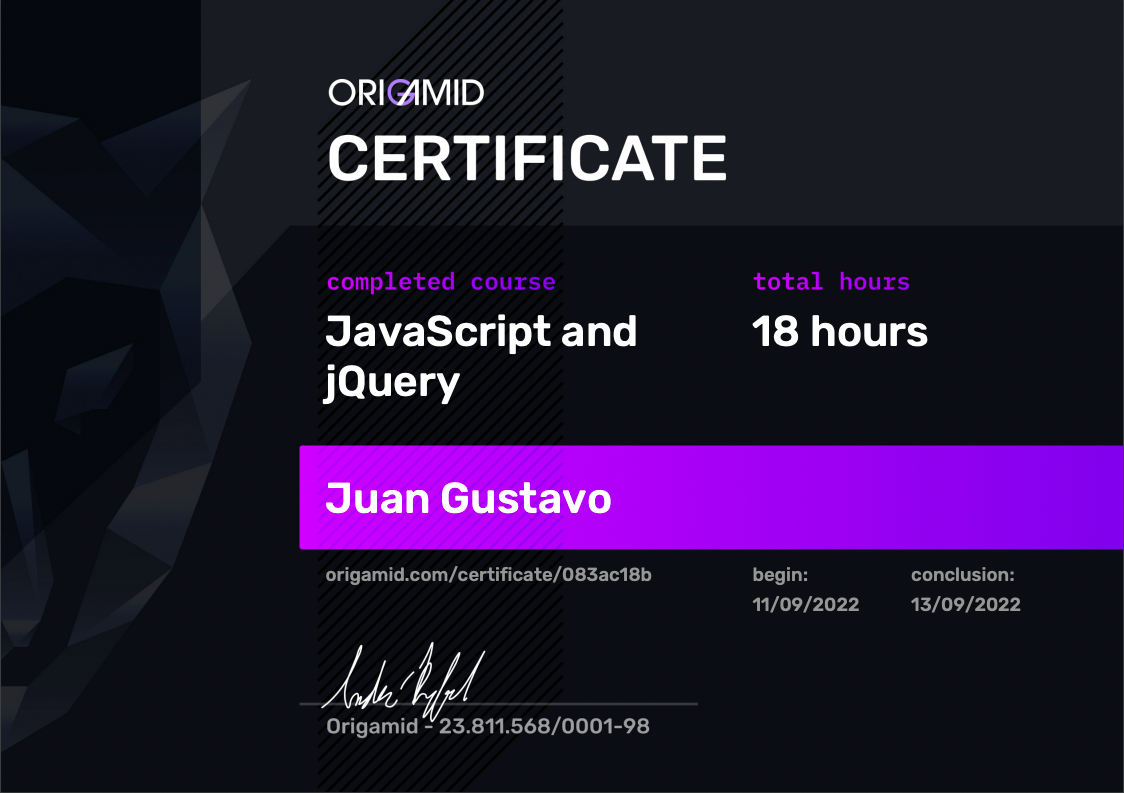 ORIGAMID
CERTIFICATE
completed course
JavaScript and
jQuery
total hours
18 hours
Juan Gustavo
origamid.com/certificate/083ac18b
begin:
11/09/2022
conclusion:
13/09/2022
Origamid - 23.811.568/0001-98